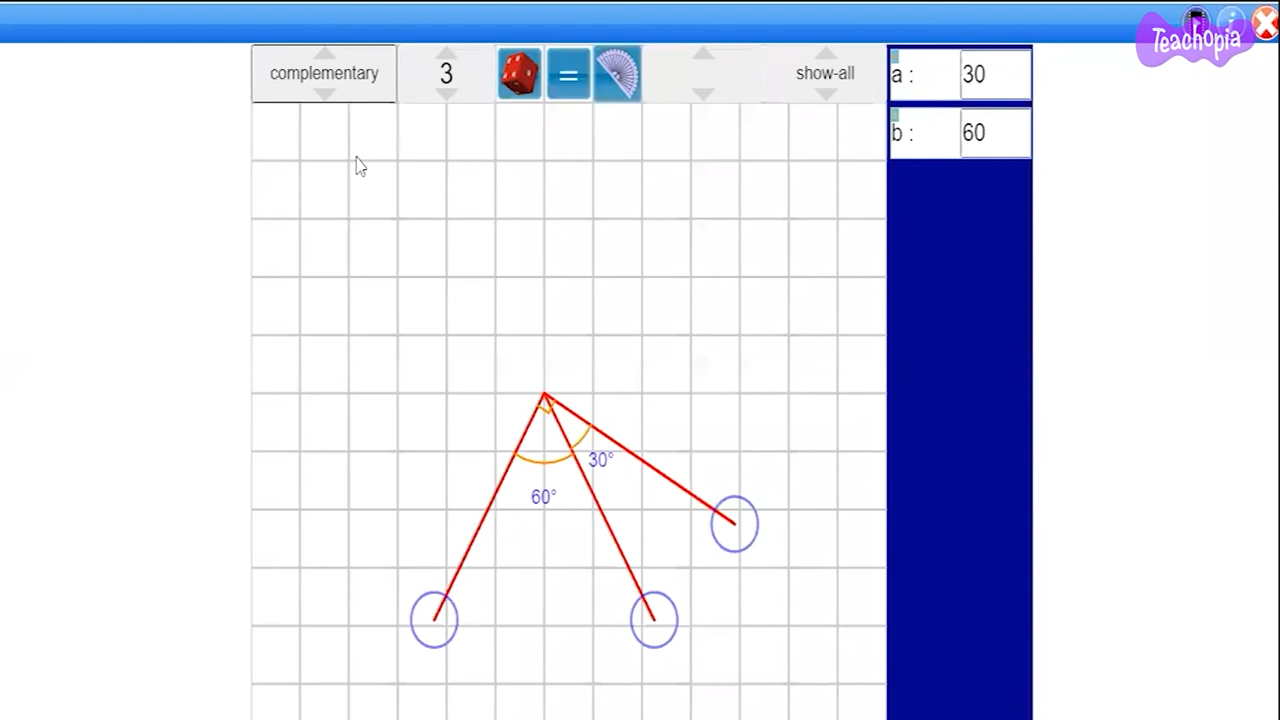 Teachopia
complementary 3 = show-all
a : 30
b : 60
30°
60°